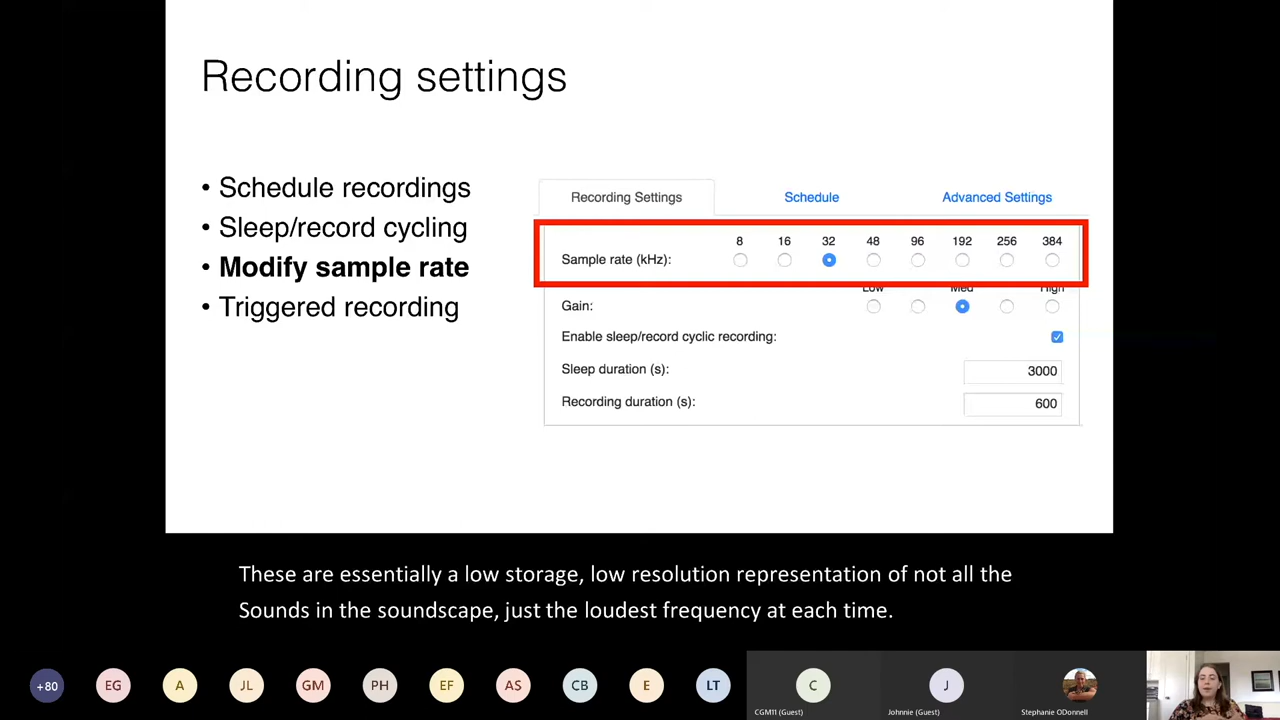 Recording settings
• Schedule recordings
• Sleep/record cycling
• Modify sample rate
• Triggered recording
Recording Settings Schedule Advanced Settings
8 16 32 48 96 192 256 384
Sample rate (kHz):
Low Med High
Gain:
Enable sleep/record cyclic recording:
Sleep duration (s): 3000
Recording duration (s): 600
These are essentially a low storage, low resolution representation of not all the
Sounds in the soundscape, just the loudest frequency at each time.
+80 EG A JL GM PH EF AS CB E LT C J
CGM11 (Guest) Johnnie (Guest) Stephanie ODonnell